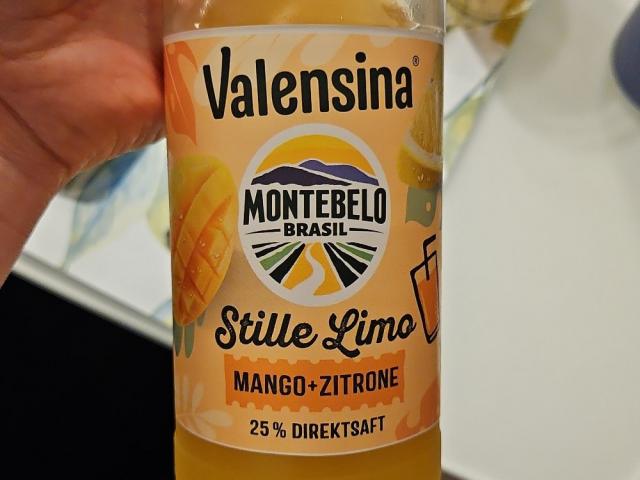 Valensina®
MONTEBELO
BRASIL
Stille Limo
MANGO+ZITRONE
25% DIREKTSAFT